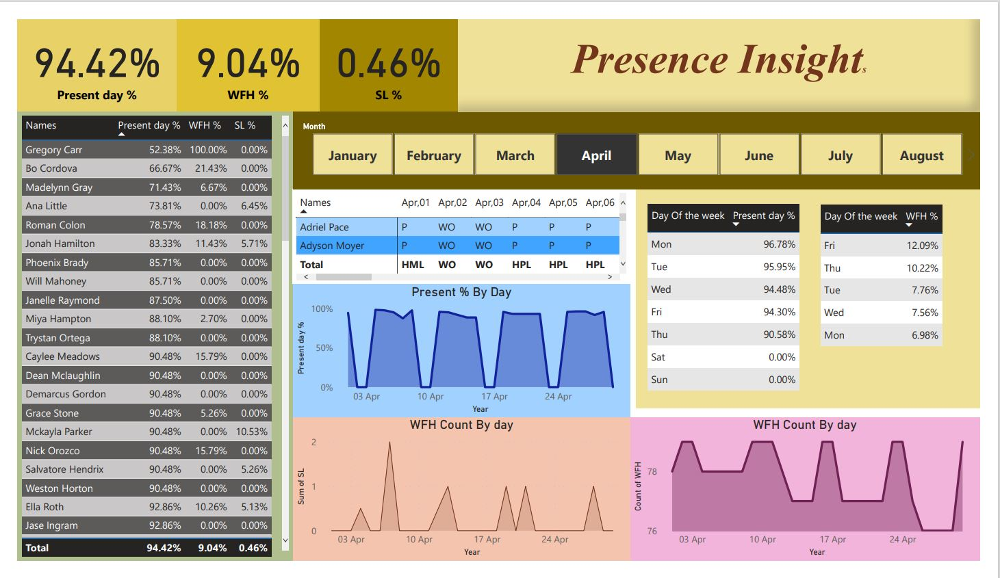 94.42%
Present day %
9.04%
WFH %
0.46%
SL %
Presence Insights
Names Present day % WFH % SL %
Gregory Carr 52.38% 100.00% 0.00%
Bo Cordova 66.67% 21.43% 0.00%
Madelynn Gray 71.43% 6.67% 0.00%
Ana Little 73.81% 0.00% 6.45%
Roman Colon 78.57% 18.18% 0.00%
Jonah Hamilton 83.33% 11.43% 5.71%
Phoenix Brady 85.71% 0.00% 0.00%
Will Mahoney 85.71% 0.00% 0.00%
Janelle Raymond 87.50% 0.00% 0.00%
Miya Hampton 88.10% 2.70% 0.00%
Trystan Ortega 88.10% 0.00% 0.00%
Caylee Meadows 90.48% 15.79% 0.00%
Dean Mclaughlin 90.48% 0.00% 0.00%
Demarcus Gordon 90.48% 0.00% 0.00%
Grace Stone 90.48% 5.26% 0.00%
Mckayla Parker 90.48% 0.00% 10.53%
Nick Orozco 90.48% 15.79% 0.00%
Salvatore Hendrix 90.48% 0.00% 5.26%
Weston Horton 90.48% 0.00% 0.00%
Ella Roth 92.86% 10.26% 5.13%
Jase Ingram 92.86% 0.00% 0.00%
Total 94.42% 9.04% 0.46%
Month
January February March April May June July August
Names Apr,01 Apr,02 Apr,03 Apr,04 Apr,05 Apr,06
Adriel Pace P WO WO P P P
Adyson Moyer P WO WO P P P
Total HML WO WO HPL HPL HPL
Day Of the week Present day %
Mon 96.78%
Tue 95.95%
Wed 94.48%
Fri 94.30%
Thu 90.58%
Sat 0.00%
Sun 0.00%
Day Of the week WFH %
Fri 12.09%
Thu 10.22%
Tue 7.76%
Wed 7.56%
Mon 6.98%
Present % By Day
Present day %
100%
50%
0%
03 Apr 10 Apr 17 Apr 24 Apr
Year
WFH Count By day
Sum of SL
2
1
0
03 Apr 10 Apr 17 Apr 24 Apr
Year
WFH Count By day
Count of WFH
78
76
03 Apr 10 Apr 17 Apr 24 Apr
Year